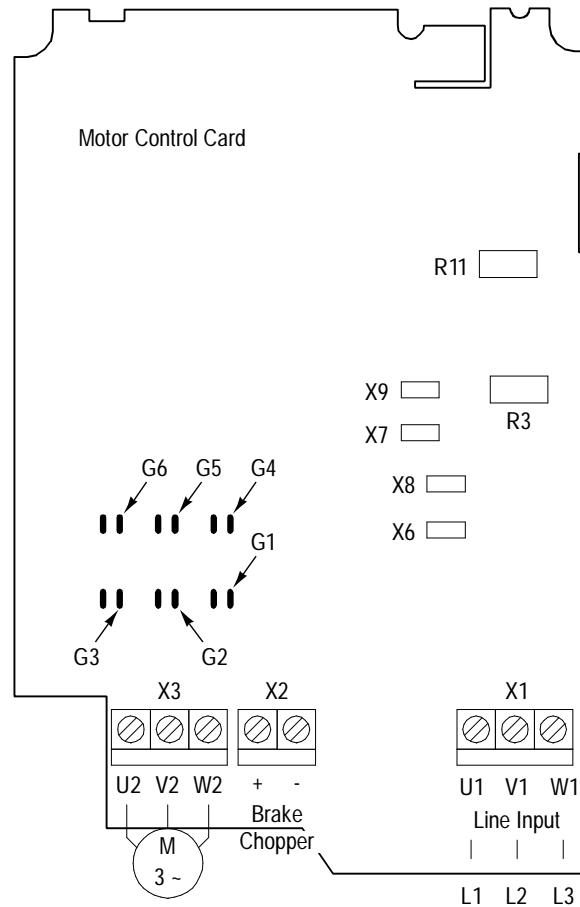 Motor Control Card
R11
X9
R3
X7
G6 G5 G4
X8
X6
G1
G3 G2
X3 X2 X1
U2 V2 W2 + - U1 V1 W1
Brake
Chopper
Line Input
M
3 ~
L1 L2 L3